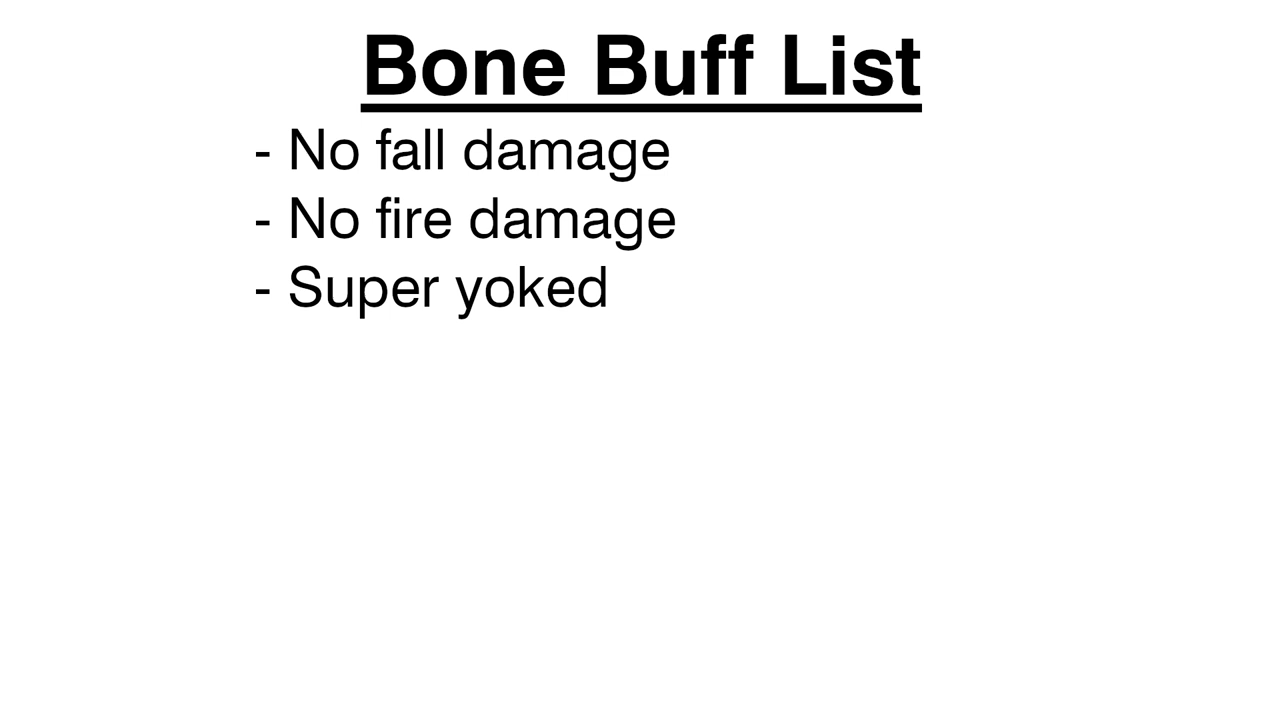 Bone Buff List
- No fall damage
- No fire damage
- Super yoked